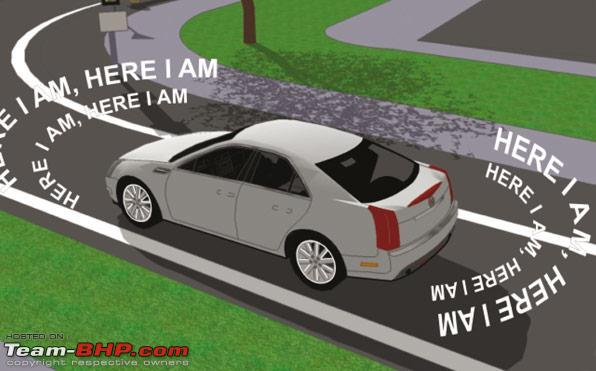 HERE I AM, HERE I AM
HERE I AM, HERE I AM
HERE I AM, HERE I AM
HERE I AM, HERE I AM
HOSTED ON
Team-BHP.com
copyright respective owners